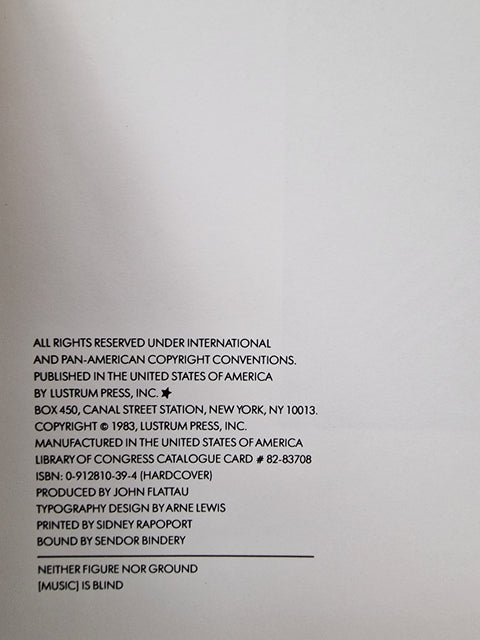 ALL RIGHTS RESERVED UNDER INTERNATIONAL
AND PAN-AMERICAN COPYRIGHT CONVENTIONS.
PUBLISHED IN THE UNITED STATES OF AMERICA
BY LUSTRUM PRESS, INC. ★
BOX 450, CANAL STREET STATION, NEW YORK, NY 10013.
COPYRIGHT © 1983, LUSTRUM PRESS, INC.
MANUFACTURED IN THE UNITED STATES OF AMERICA
LIBRARY OF CONGRESS CATALOGUE CARD # 82-83708
ISBN: 0-912810-39-4 (HARDCOVER)
PRODUCED BY JOHN FLATTAU
TYPOGRAPHY DESIGN BY ARNE LEWIS
PRINTED BY SIDNEY RAPOPORT
BOUND BY SENDOR BINDERY
NEITHER FIGURE NOR GROUND
[MUSIC] IS BLIND